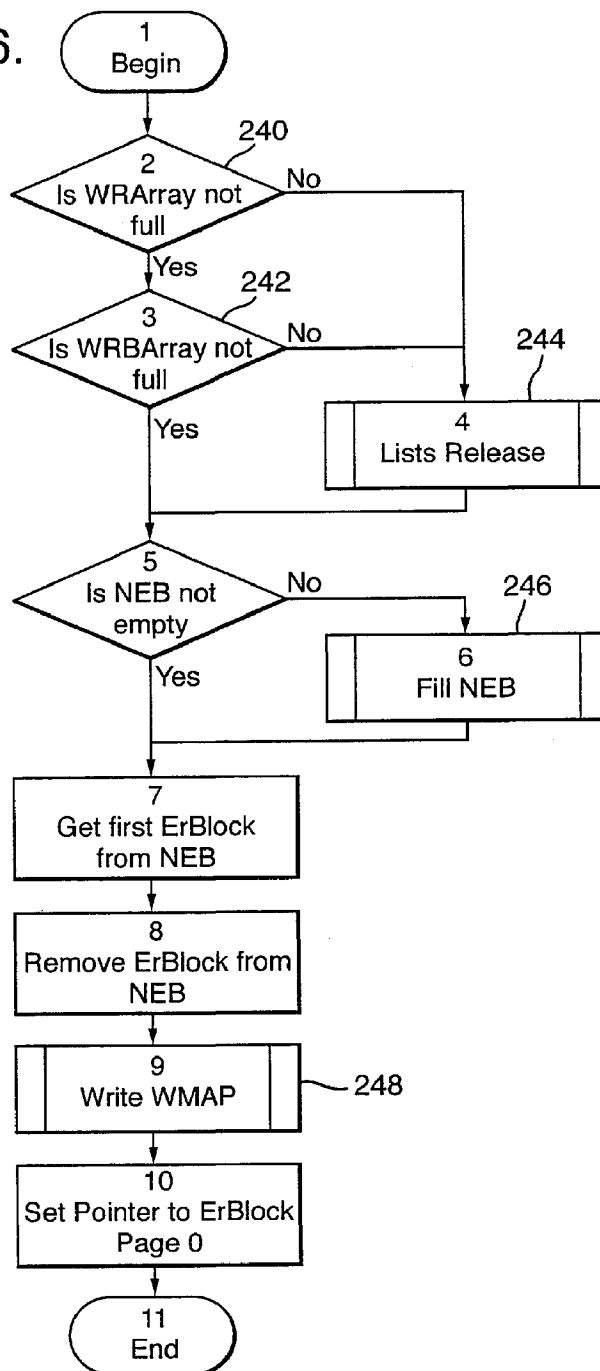 6.
1
Begin
240
2
Is WRArray not
full
No
Yes
242
3
Is WRBArray not
full
No
Yes
244
4
Lists Release
5
Is NEB not
empty
No
Yes
246
6
Fill NEB
7
Get first ErBlock
from NEB
8
Remove ErBlock from
NEB
9
Write WMAP
248
10
Set Pointer to ErBlock
Page 0
11
End